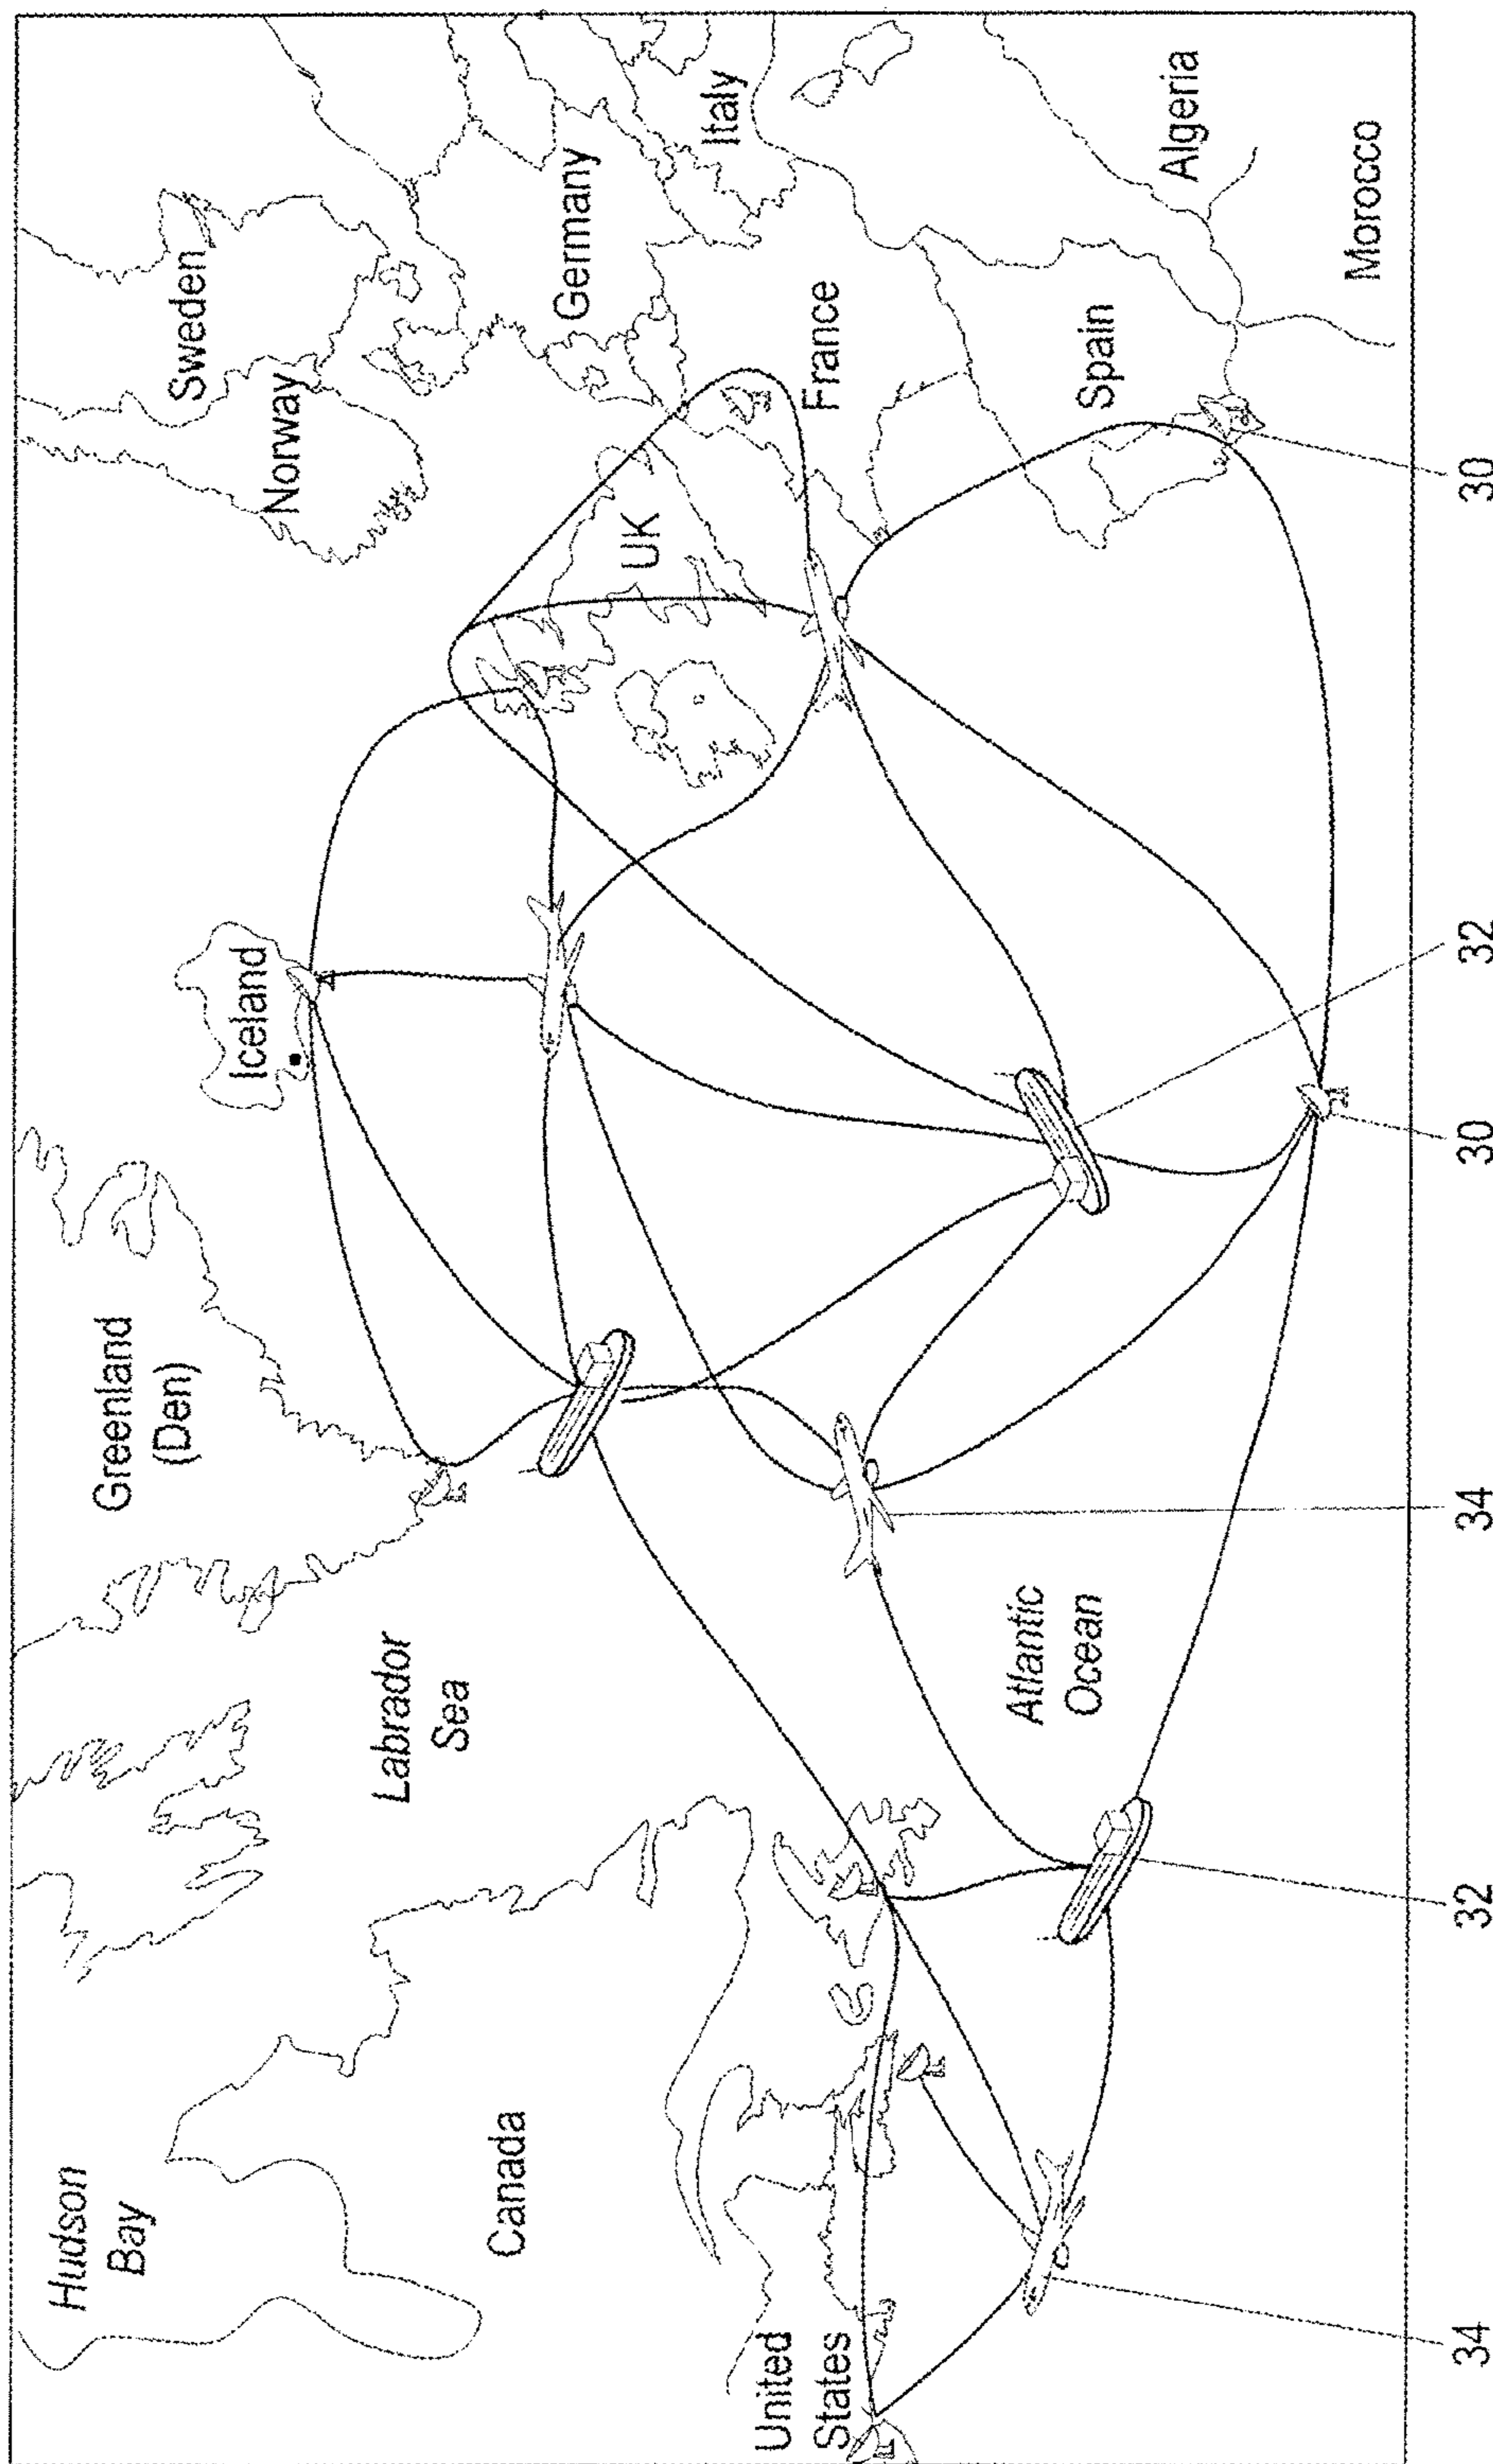 Hudson
Bay
Greenland
(Den)
Iceland
Sweden
Norway
Labrador
Sea
Canada
UK
Germany
Italy
United
States
France
Atlantic
Ocean
Spain
Algeria
Morocco
34
32
34
30
32
30